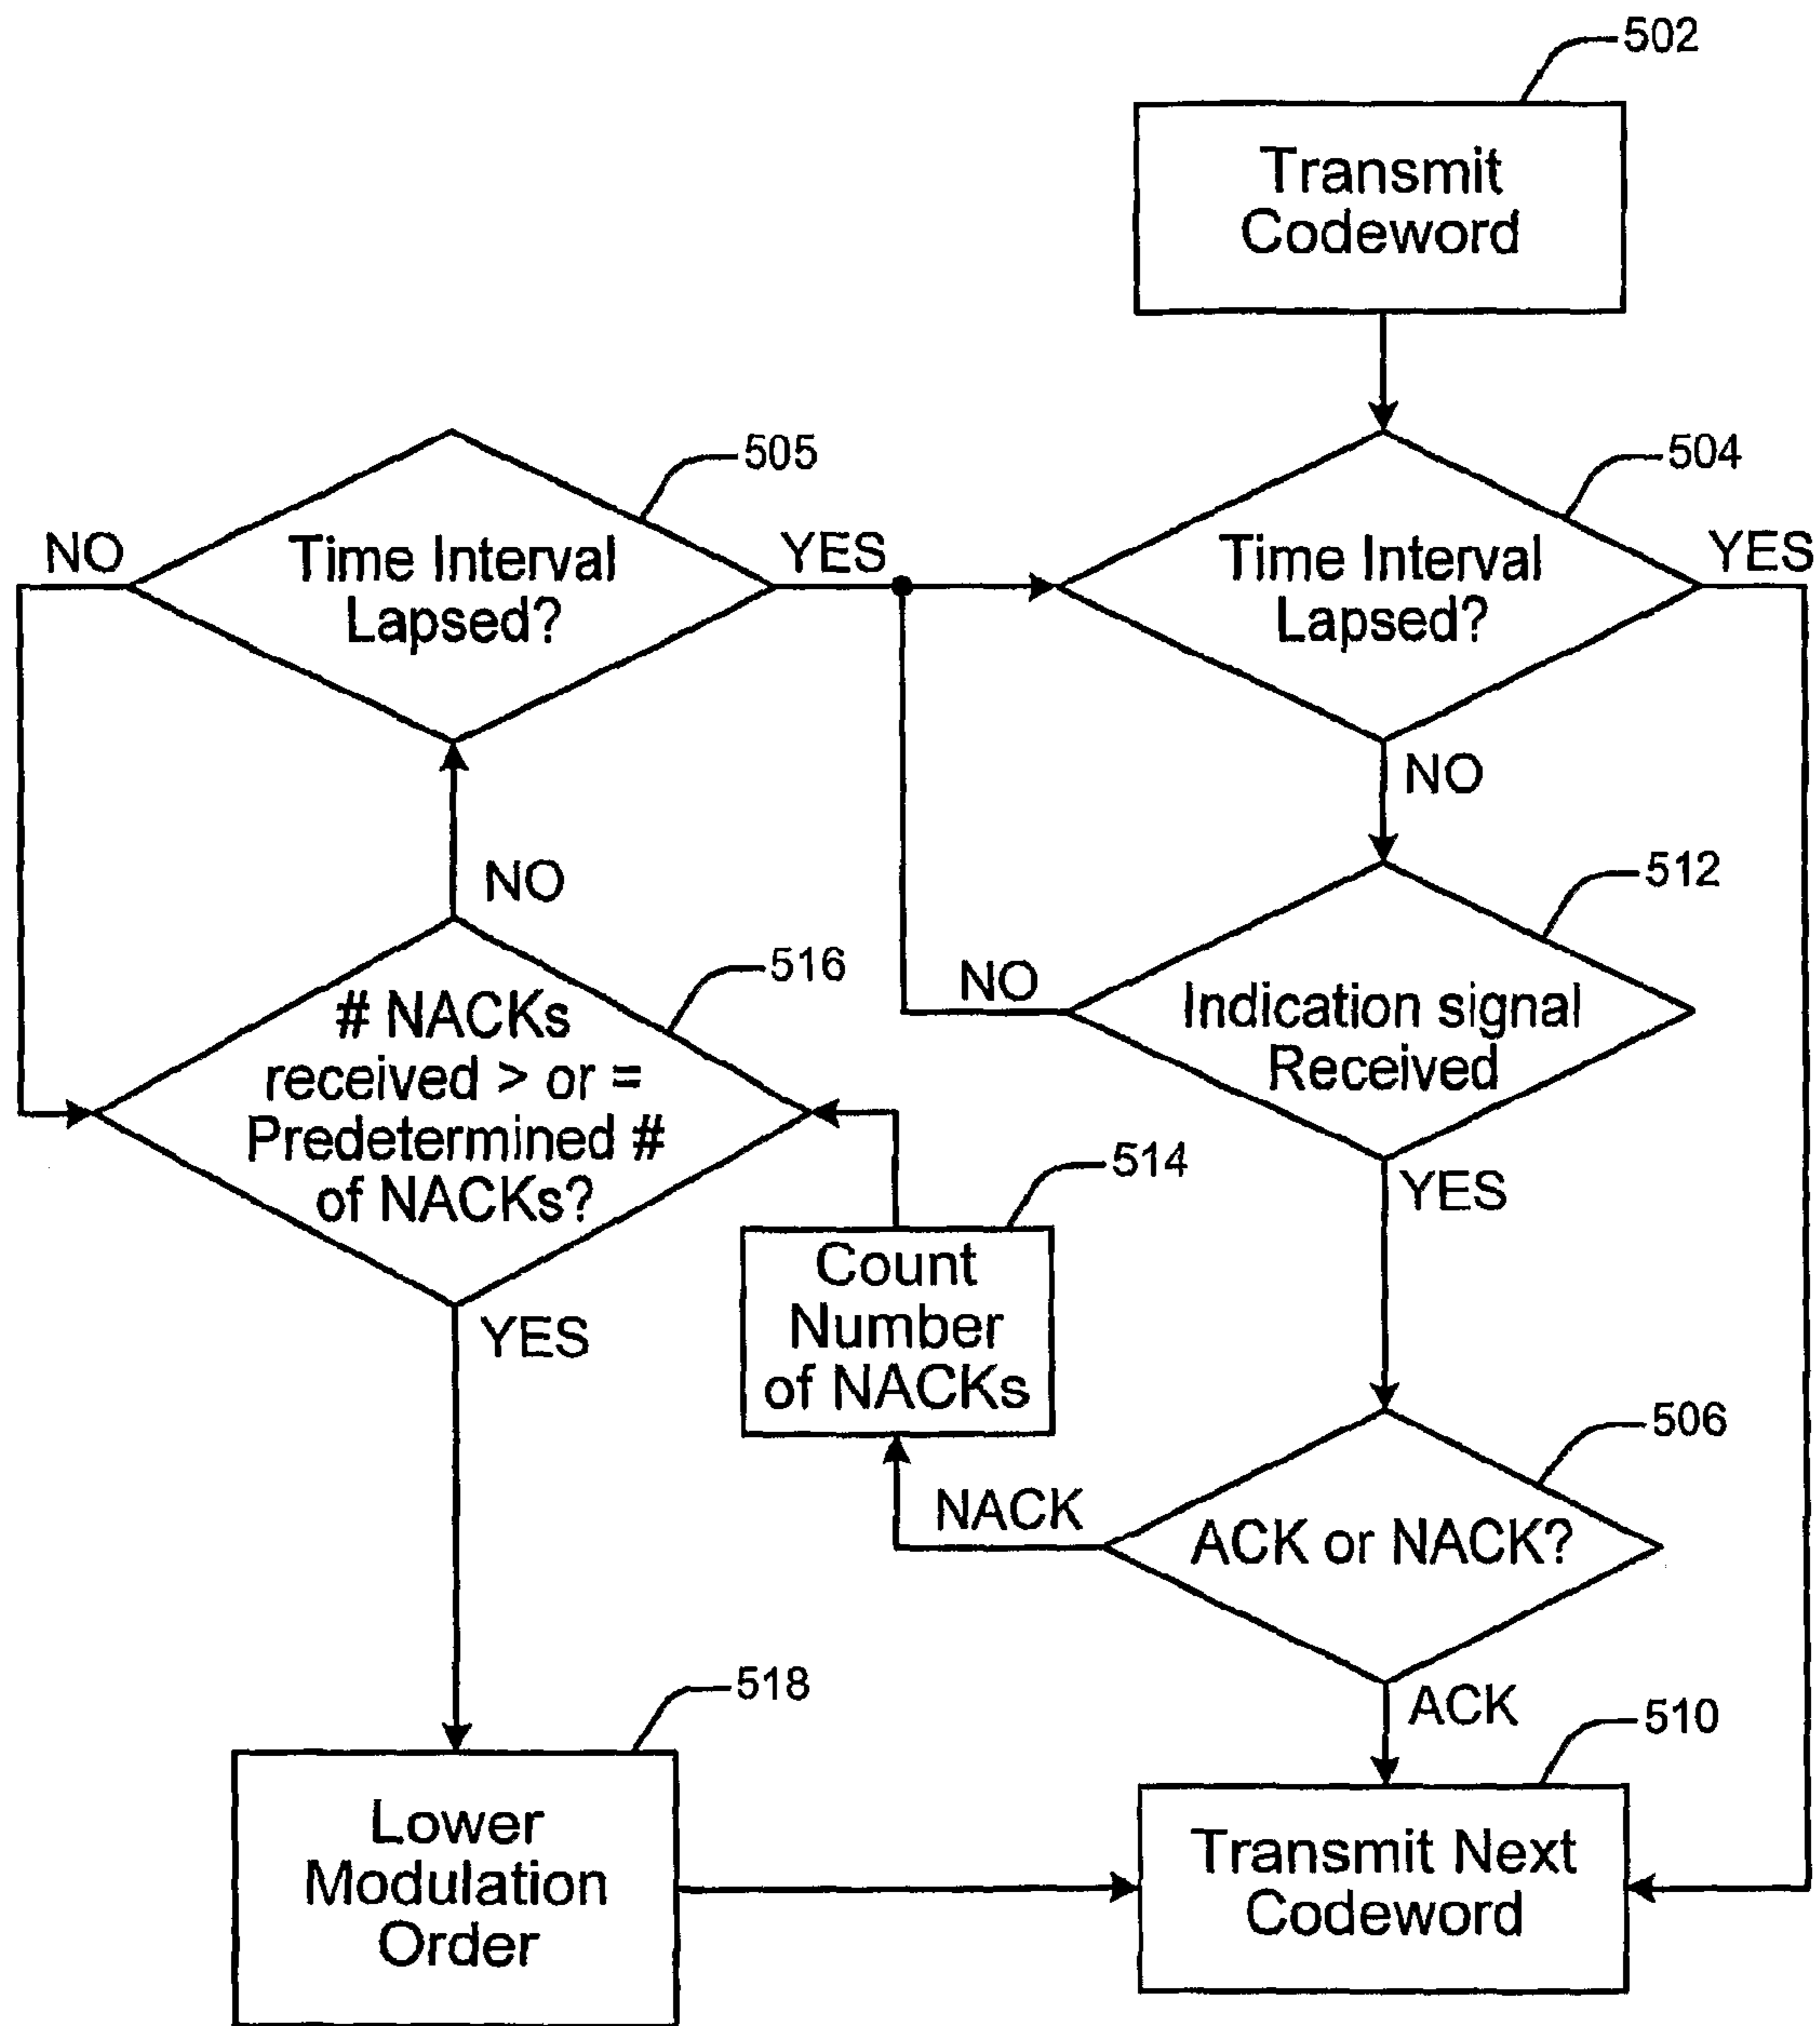 502
Transmit
Codeword
505
504
NO
Time Interval
Lapsed?
YES
Time Interval
Lapsed?
YES
NO
NO
512
516
# NACKs
received > or =
Predetermined #
of NACKs?
NO
Indication signal
Received
514
YES
Count
Number
of NACKs
YES
506
NACK
ACK or NACK?
518
ACK
510
Lower
Modulation
Order
Transmit Next
Codeword